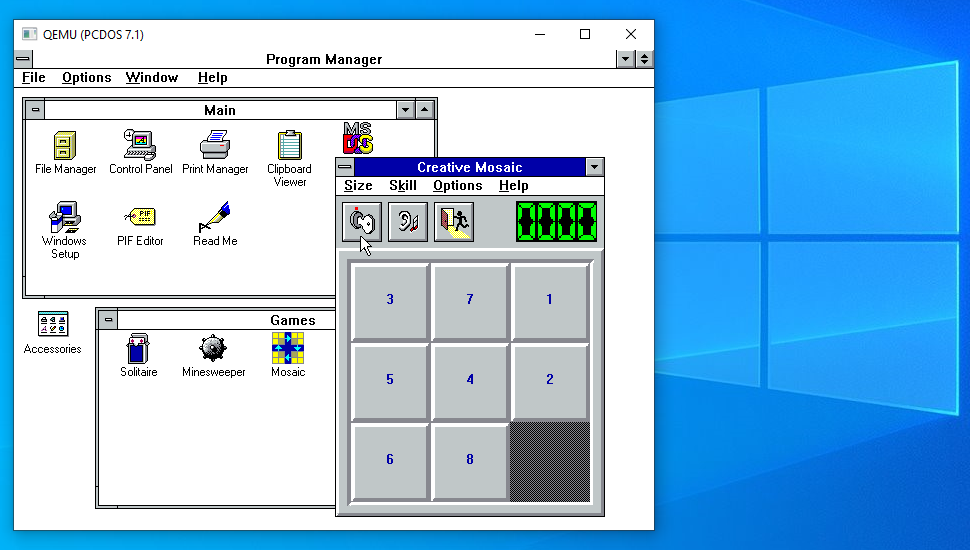 QEMU (PCDOS 7.1)
Program Manager
File Options Window Help
Main
MS
DOS
File Manager Control Panel Print Manager Clipboard Viewer
Windows Setup PIF Editor Read Me
PIF
Accessories
Games
Solitaire Minesweeper Mosaic
Creative Mosaic
Size Skill Options Help
3 7 1
5 4 2
6 8